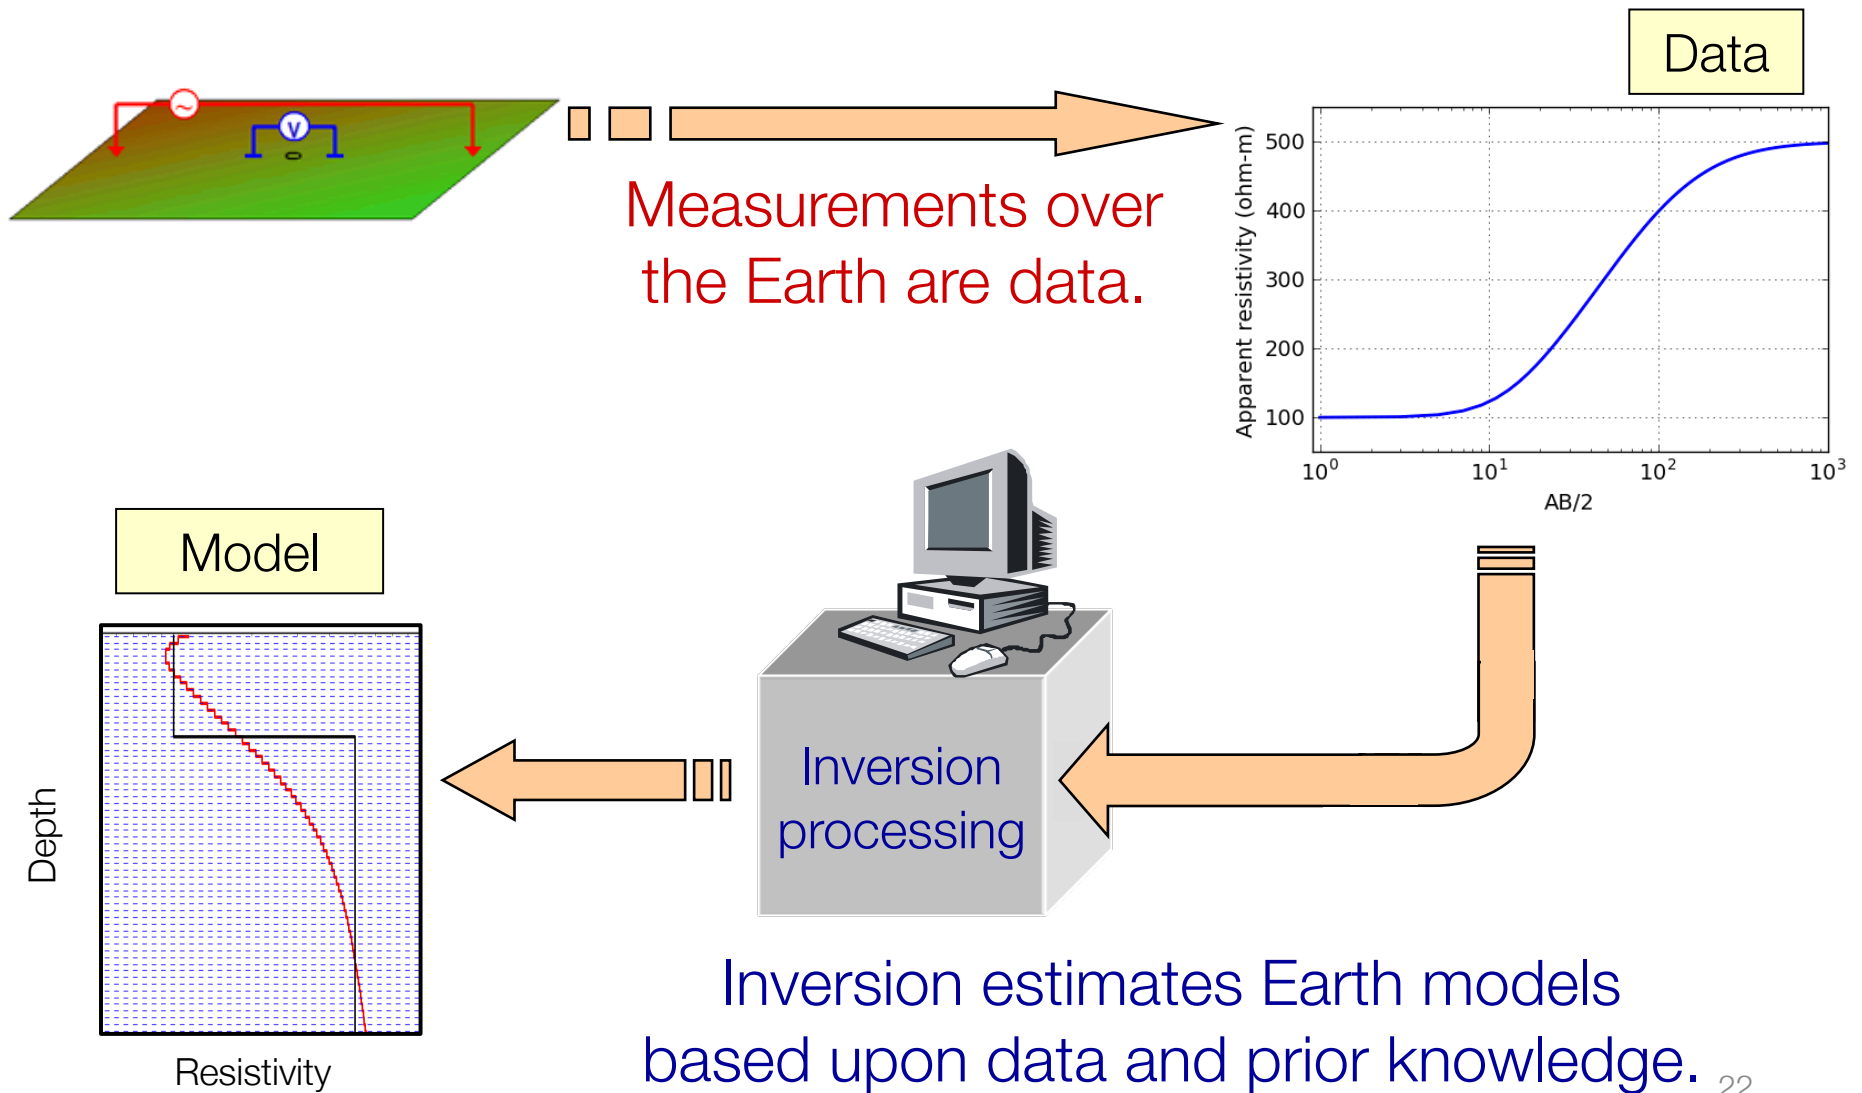 Data
V
Measurements over
the Earth are data.
Apparent resistivity (ohm-m)
500
400
300
200
100
10⁰ 10¹ 10² 10³
AB/2
Model
Depth
Resistivity
Inversion
processing
Inversion estimates Earth models
based upon data and prior knowledge.
22